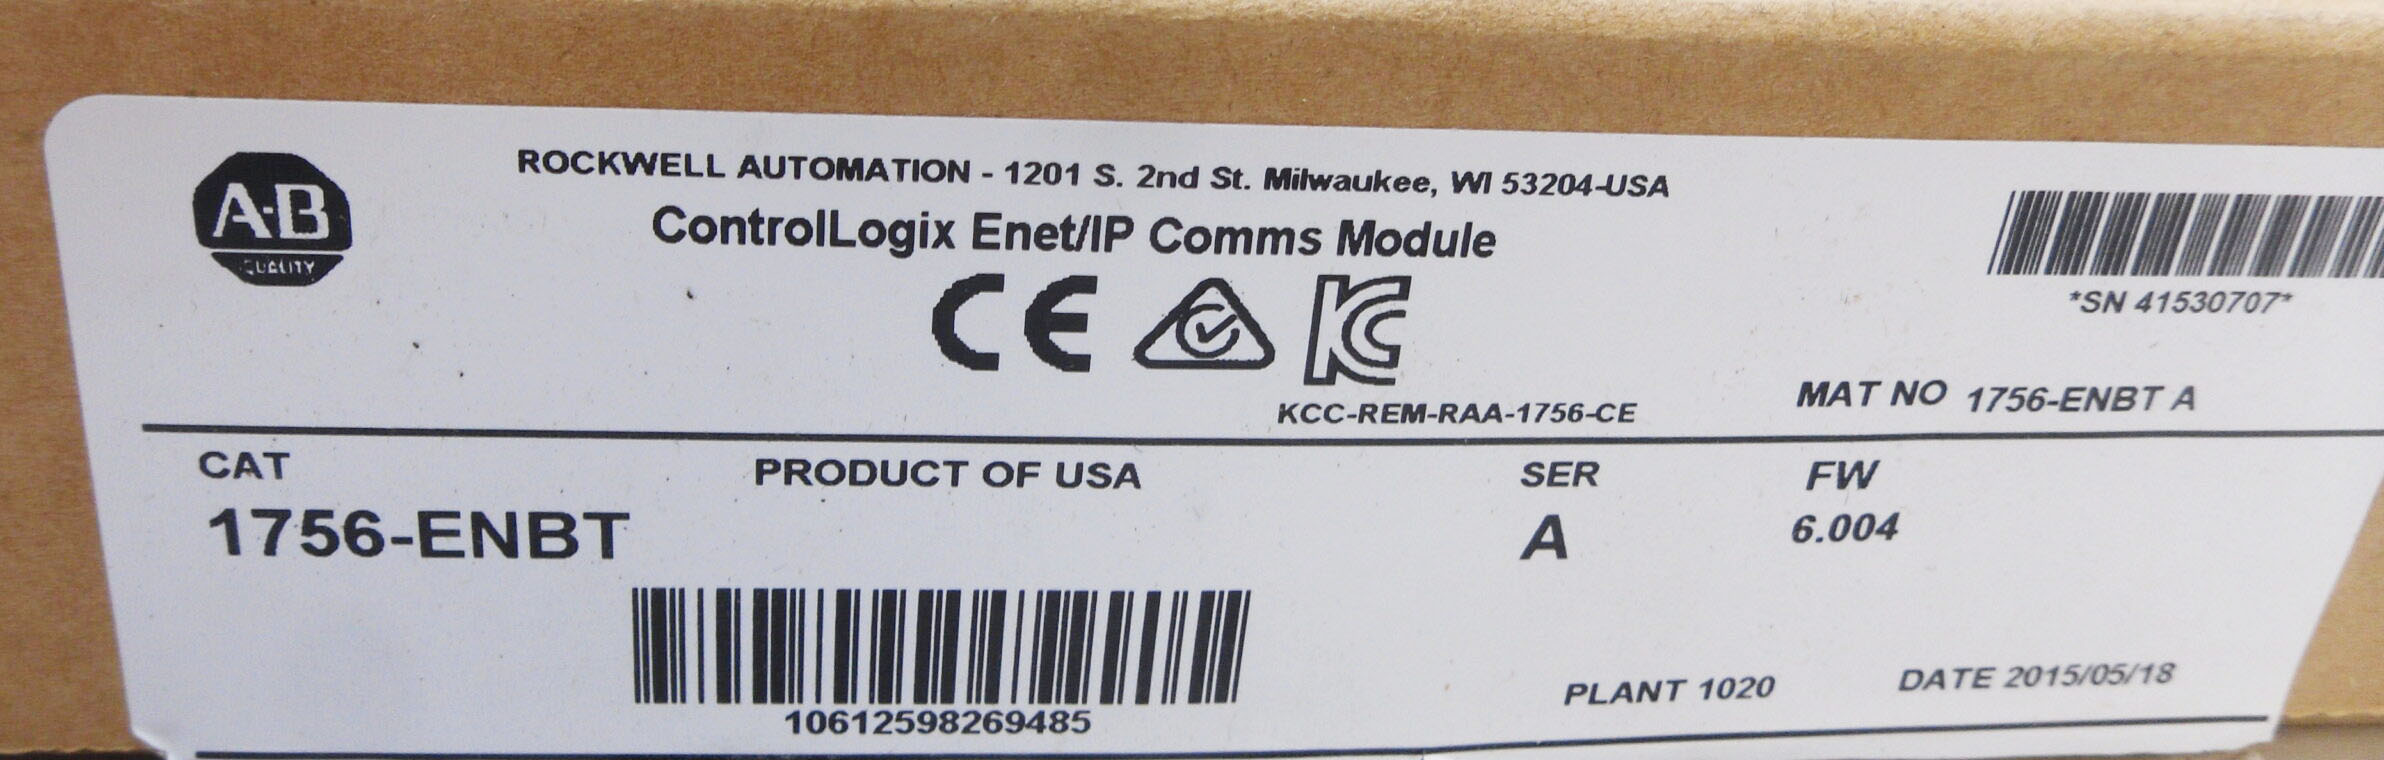 A-B
QUALITY
ROCKWELL AUTOMATION - 1201 S. 2nd St. Milwaukee, WI 53204-USA
ControlLogix Enet/IP Comms Module
CE
KC
KCC-REM-RAA-1756-CE
*SN 41530707*
MAT NO 1756-ENBT A
CAT
1756-ENBT
PRODUCT OF USA
SER
A
FW
6.004
10612598269485
PLANT 1020
DATE 2015/05/18